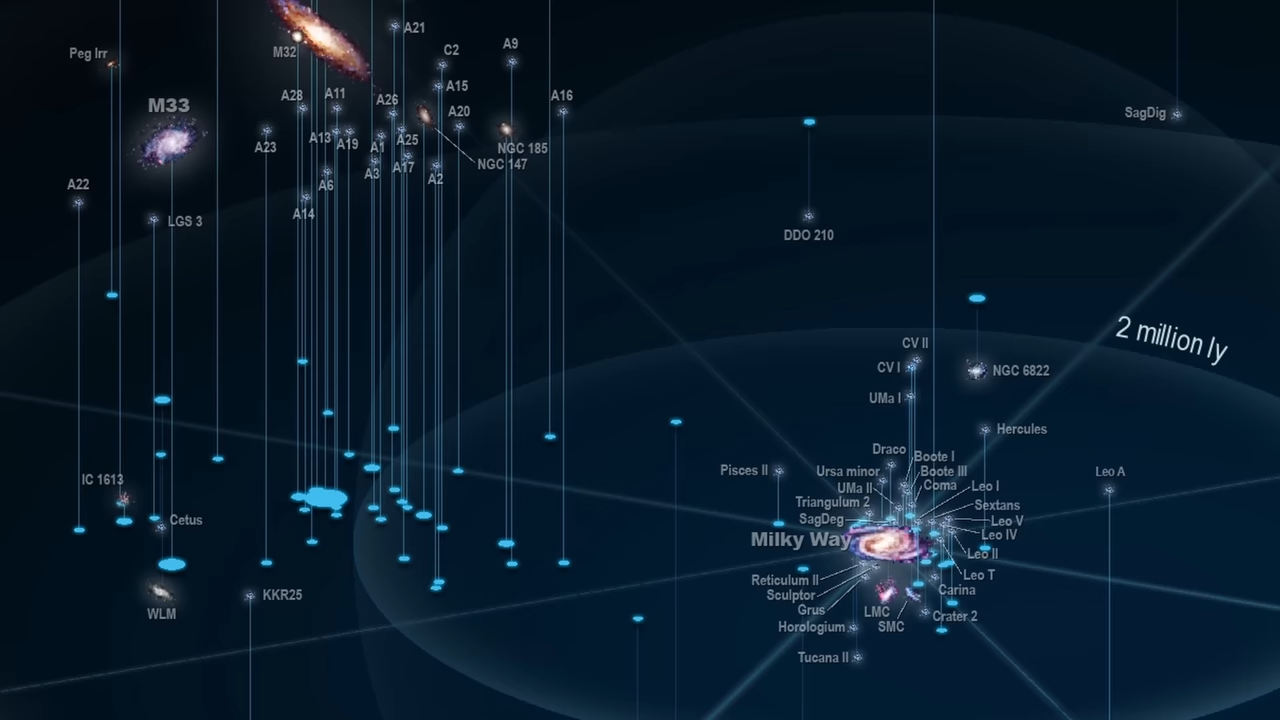 A21
A9
C2
M32
Peg Irr
A15
A28
A11
A26
A16
M33
A20
SagDig
A23
A13
A19
A1
A25
NGC 185
NGC 147
A3
A17
A2
A22
A6
A14
LGS 3
DDO 210
2 million ly
CV II
CV I
NGC 6822
UMa I
Hercules
Draco
Boote I
Pisces II
Ursa minor
Boote III
Leo A
IC 1613
UMa II
Coma
Leo I
Triangulum 2
Sextans
Cetus
SagDeg
Leo V
Milky Way
Leo IV
Leo II
Leo T
Reticulum II
KKR25
Sculptor
Carina
WLM
Grus
LMC
SMC
Crater 2
Horologium
Tucana II